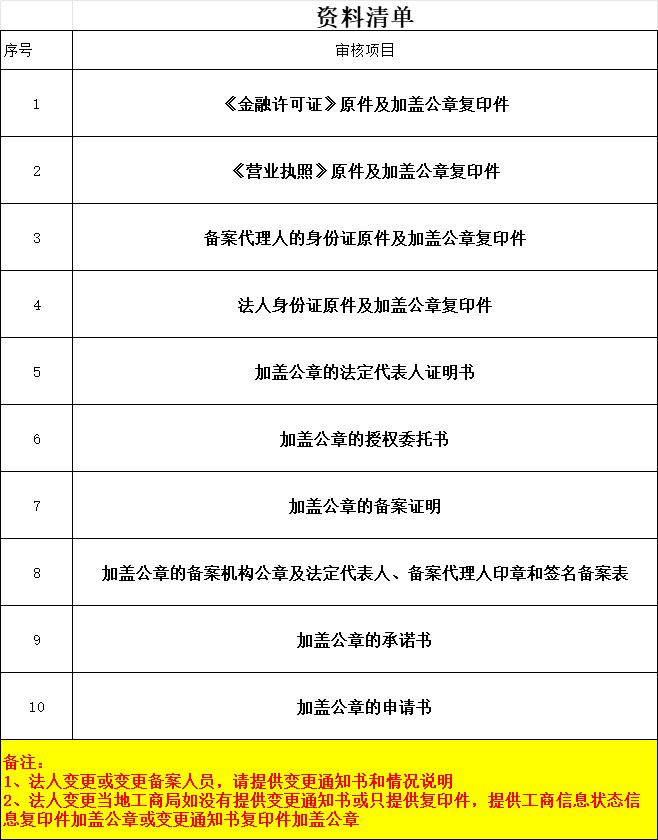 资料清单
序号 审核项目
1 《金融许可证》原件及加盖公章复印件
2 《营业执照》原件及加盖公章复印件
3 备案代理人的身份证原件及加盖公章复印件
4 法人身份证原件及加盖公章复印件
5 加盖公章的法定代表人证明书
6 加盖公章的授权委托书
7 加盖公章的备案证明
8 加盖公章的备案机构公章及法定代表人、备案代理人印章和签名备案表
9 加盖公章的承诺书
10 加盖公章的申请书
备注：
1、法人变更或变更备案人员，请提供变更通知书和情况说明
2、法人变更当地工商局如没有提供变更通知书或只提供复印件，提供工商信息状态信
息复印件加盖公章或变更通知书复印件加盖公章